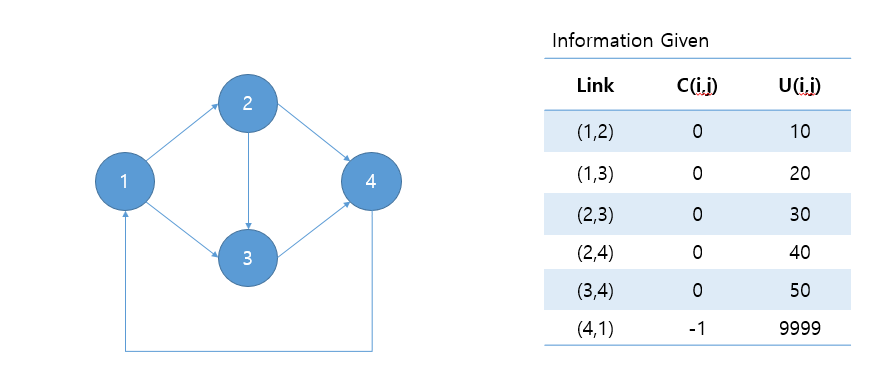 2
1
4
3
Information Given
Link C(i,j) U(i,j)
(1,2) 0 10
(1,3) 0 20
(2,3) 0 30
(2,4) 0 40
(3,4) 0 50
(4,1) -1 9999